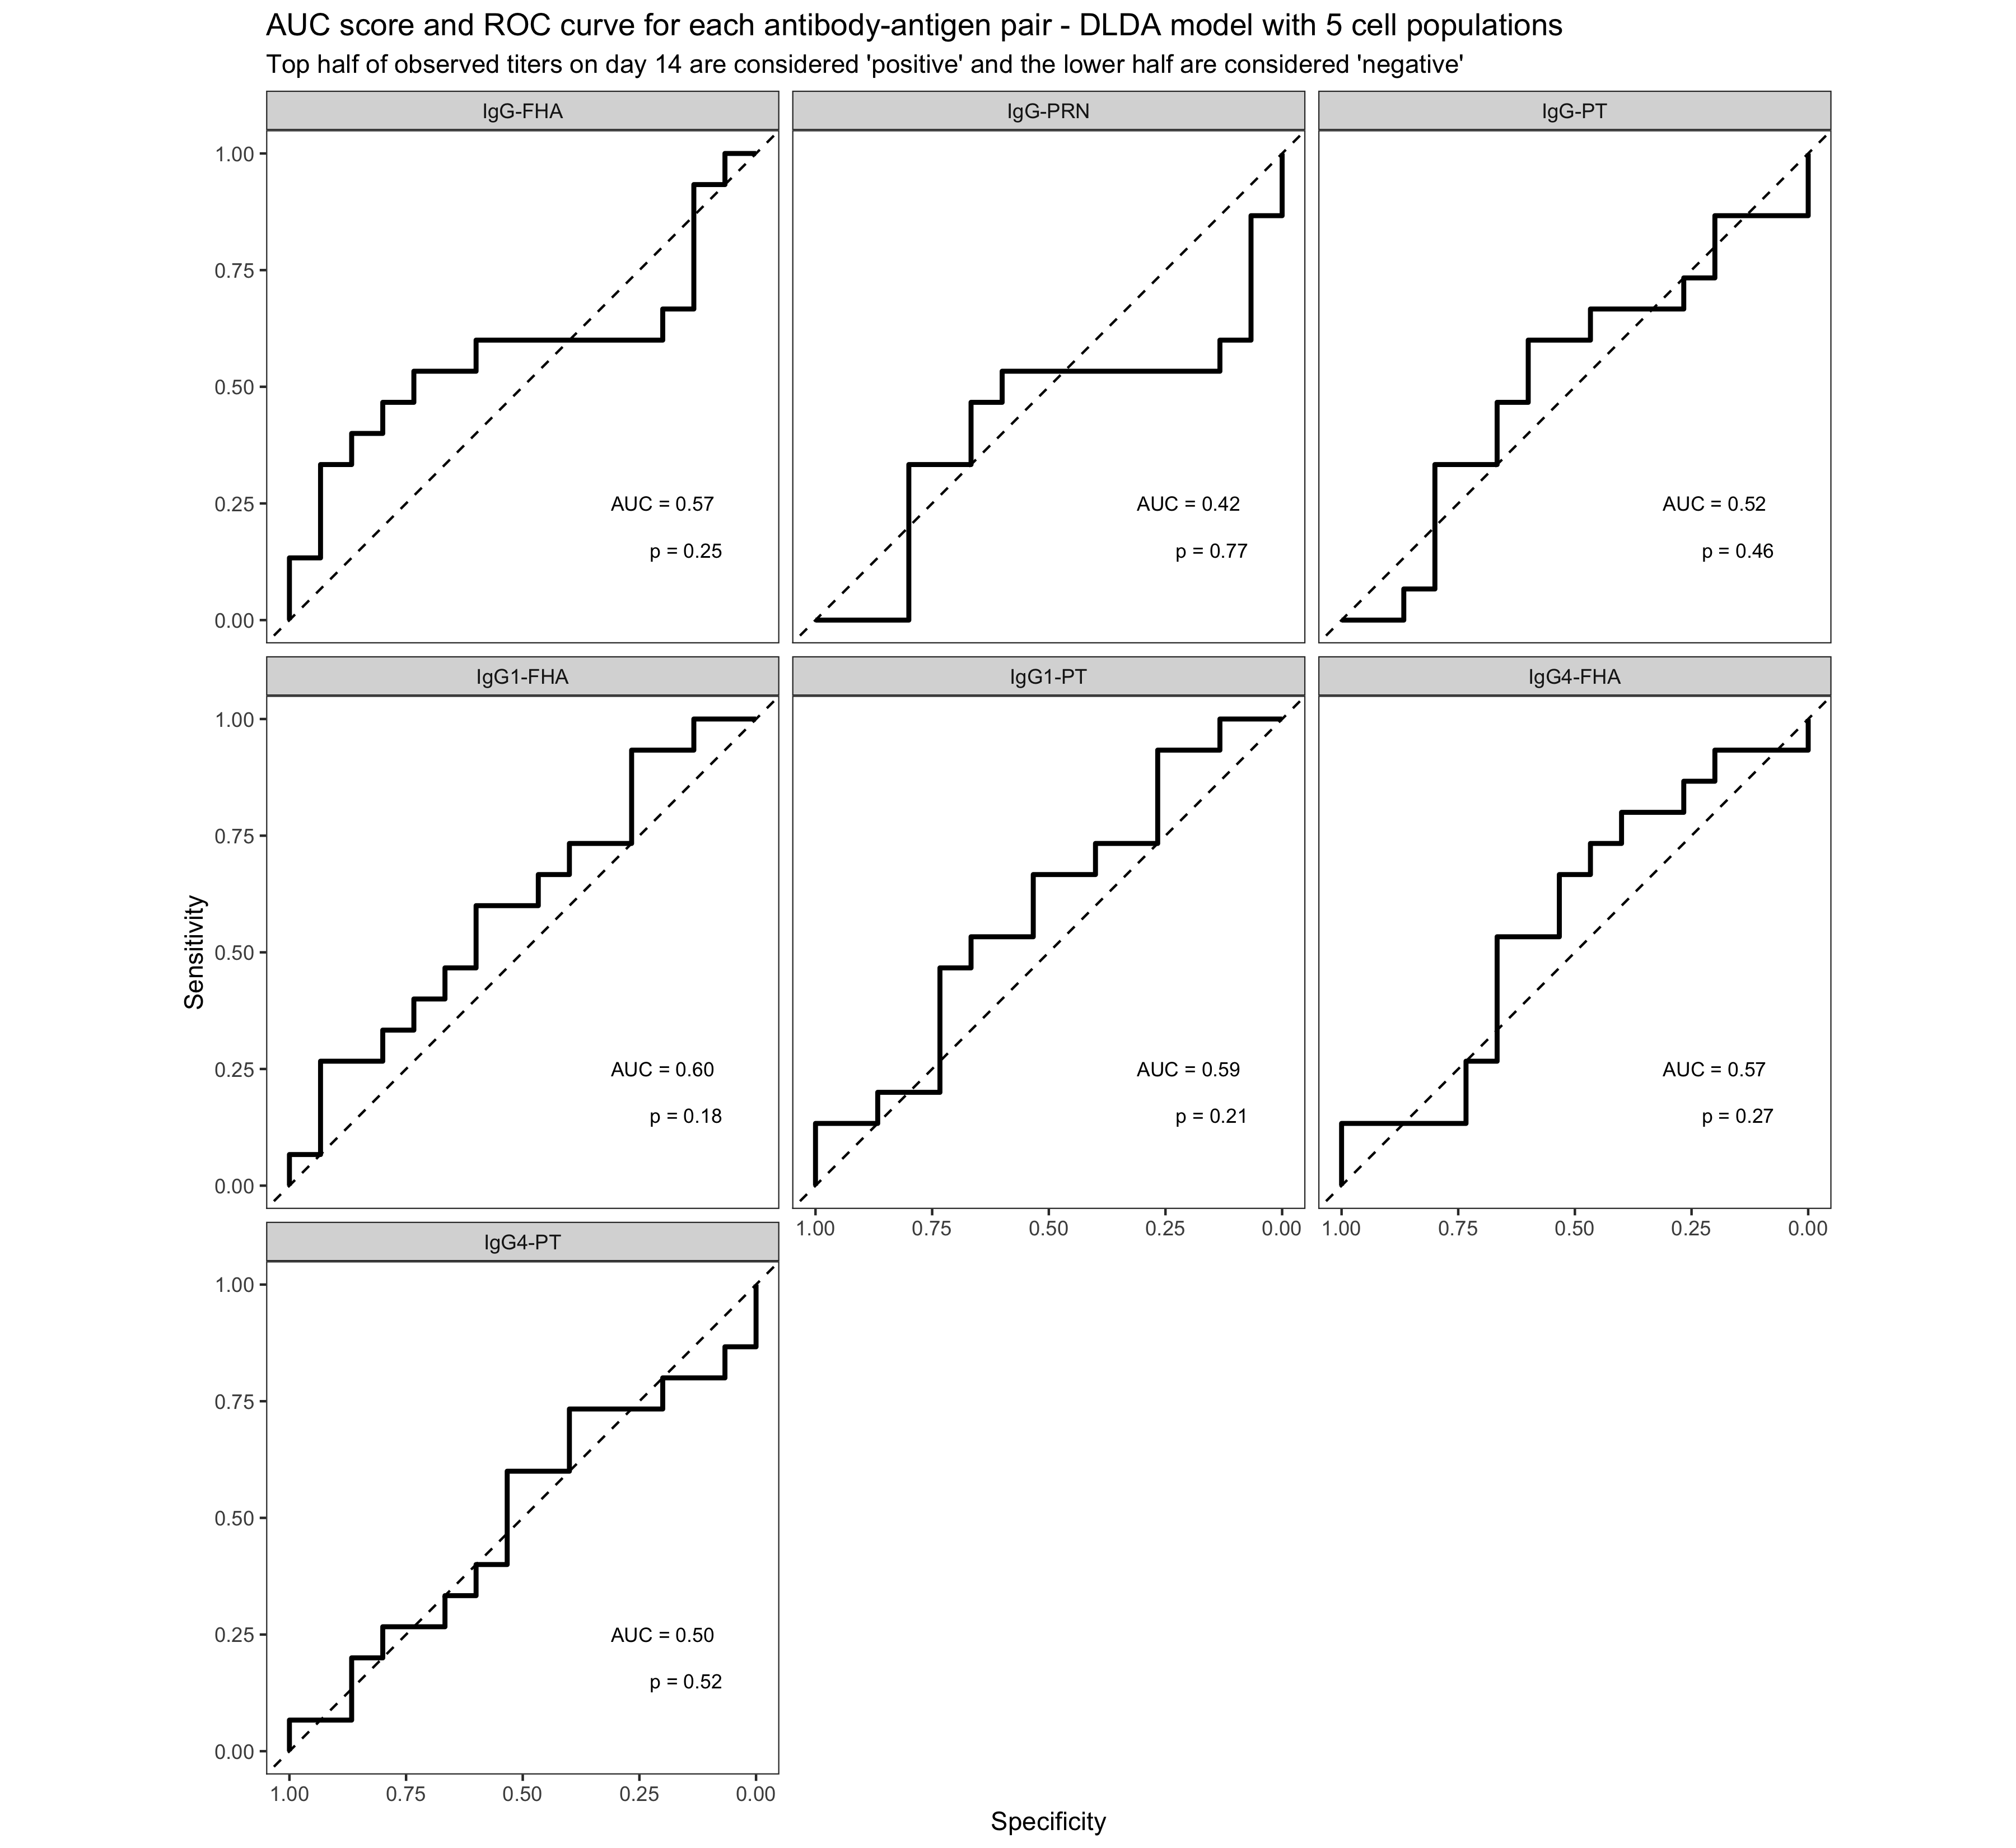 AUC score and ROC curve for each antibody-antigen pair - DLDA model with 5 cell populations
Top half of observed titers on day 14 are considered 'positive' and the lower half are considered 'negative'
IgG-FHA
IgG-PRN
IgG-PT
1.00
0.75
0.50
0.25
0.00
AUC = 0.57
p = 0.25
AUC = 0.42
p = 0.77
AUC = 0.52
p = 0.46
IgG1-FHA
IgG1-PT
IgG4-FHA
Sensitivity
1.00
0.75
0.50
0.25
0.00
AUC = 0.60
p = 0.18
AUC = 0.59
p = 0.21
AUC = 0.57
p = 0.27
1.00 0.75 0.50 0.25 0.00
1.00 0.75 0.50 0.25 0.00
IgG4-PT
1.00
0.75
0.50
0.25
0.00
AUC = 0.50
p = 0.52
1.00 0.75 0.50 0.25 0.00
Specificity